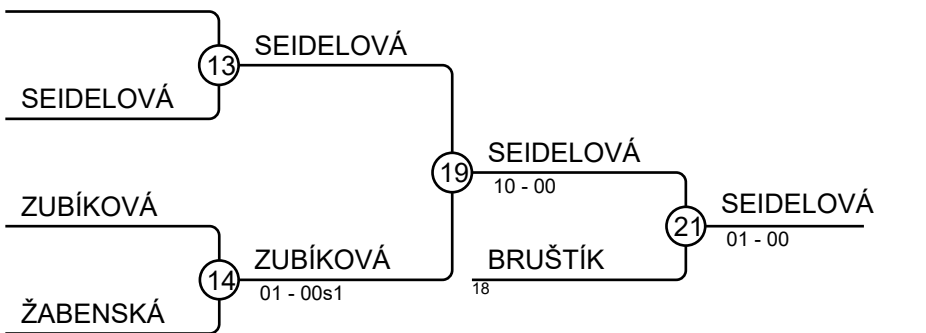 SEIDELOVÁ
13
SEIDELOVÁ
SEIDELOVÁ
19
10 - 00
ZUBÍKOVÁ
SEIDELOVÁ
21
01 - 00
ZUBÍKOVÁ
BRUŠTÍK
14
01 - 00s1
18
ŽABENSKÁ